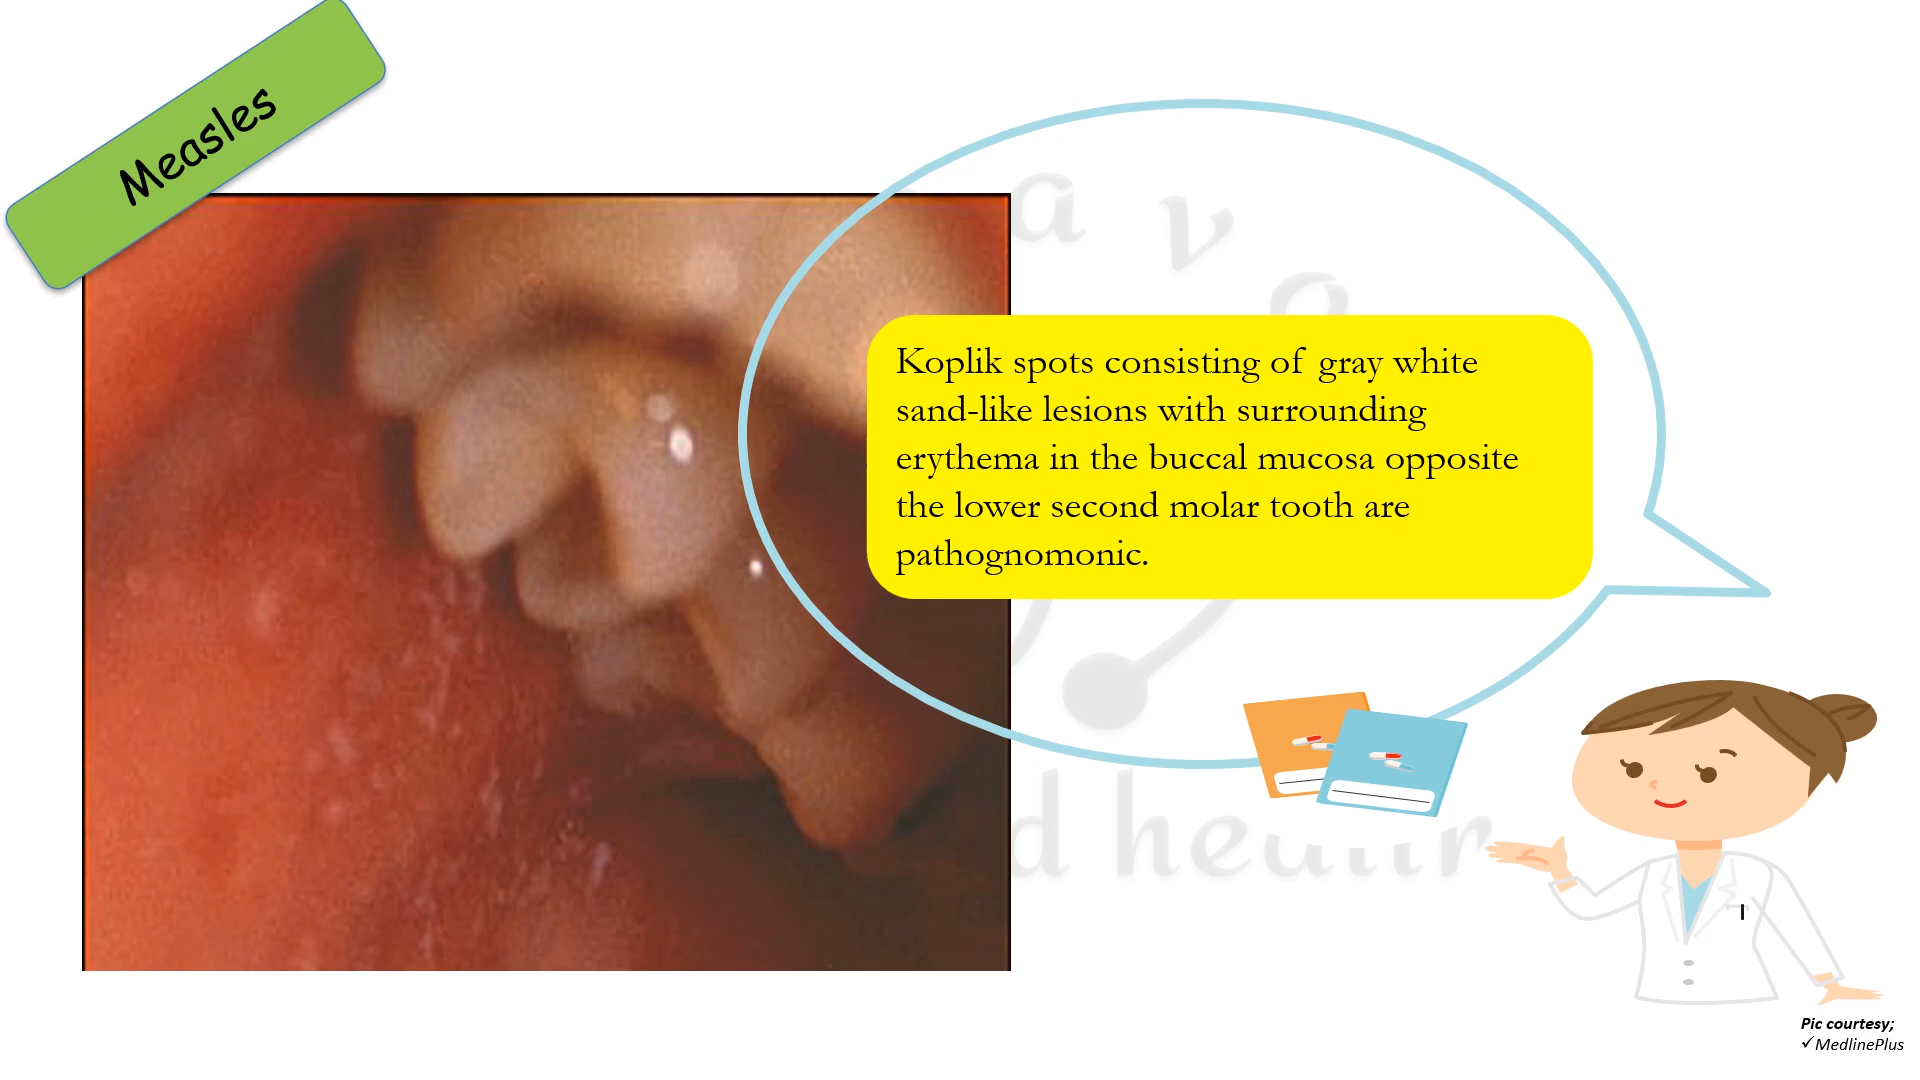 Measles
a v o
Koplik spots consisting of gray white
sand-like lesions with surrounding
erythema in the buccal mucosa opposite
the lower second molar tooth are
pathognomonic.
d health
Pic courtesy;
✓MedlinePlus